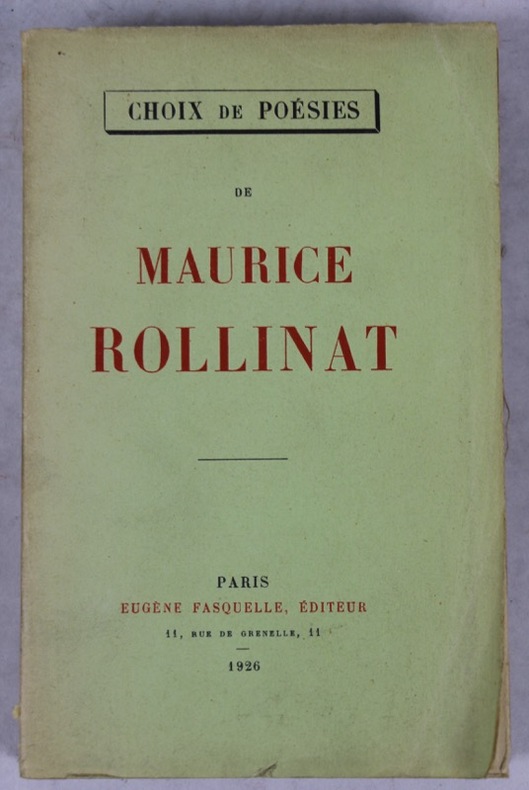 CHOIX DE POÉSIES
DE
MAURICE
ROLLINAT
PARIS
EUGÈNE FASQUELLE, ÉDITEUR
11, RUE DE GRENELLE, 11
1926